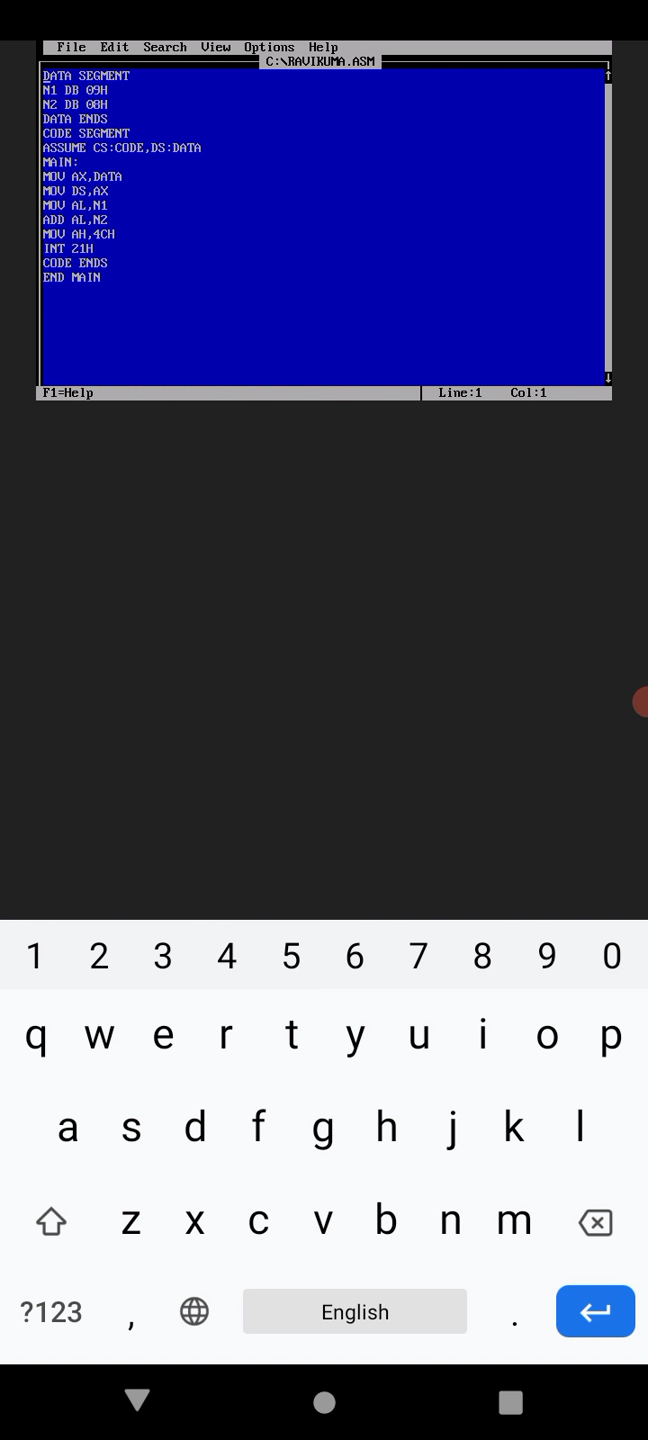 File Edit Search View Options Help
C:\RAVIKUMA.ASM
DATA SEGMENT
N1 DB 09H
N2 DB 08H
DATA ENDS
CODE SEGMENT
ASSUME CS:CODE,DS:DATA
MAIN:
MOV AX,DATA
MOV DS,AX
MOV AL,N1
ADD AL,N2
MOV AH,4CH
INT 21H
CODE ENDS
END MAIN
F1=Help Line:1 Col:1
1 2 3 4 5 6 7 8 9 0
q w e r t y u i o p
a s d f g h j k l
z x c v b n m
?123 , English .